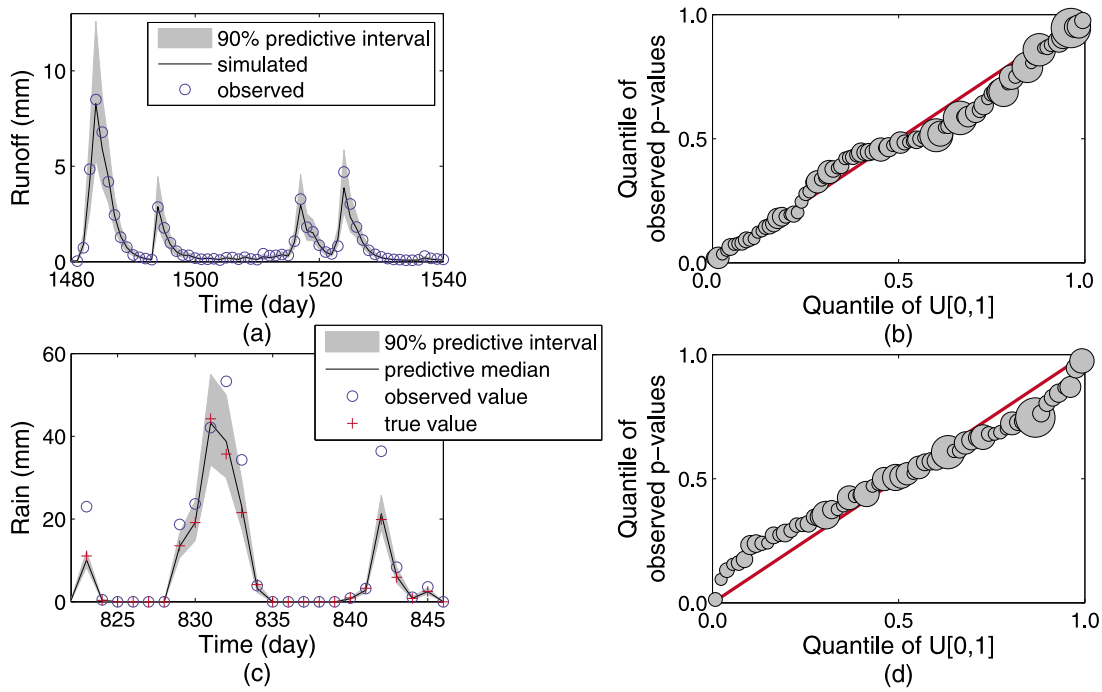 90% predictive interval
simulated
observed
Runoff (mm)
10
5
0
1480
1500
1520
1540
Time (day)
(a)
Quantile of
observed p−values
1.0
0.5
0.0
0.0
0.5
1.0
Quantile of U[0,1]
(b)
90% predictive interval
predictive median
observed value
true value
Rain (mm)
60
40
20
0
825
830
835
840
845
Time (day)
(c)
Quantile of
observed p−values
1.0
0.5
0.0
0.0
0.5
1.0
Quantile of U[0,1]
(d)